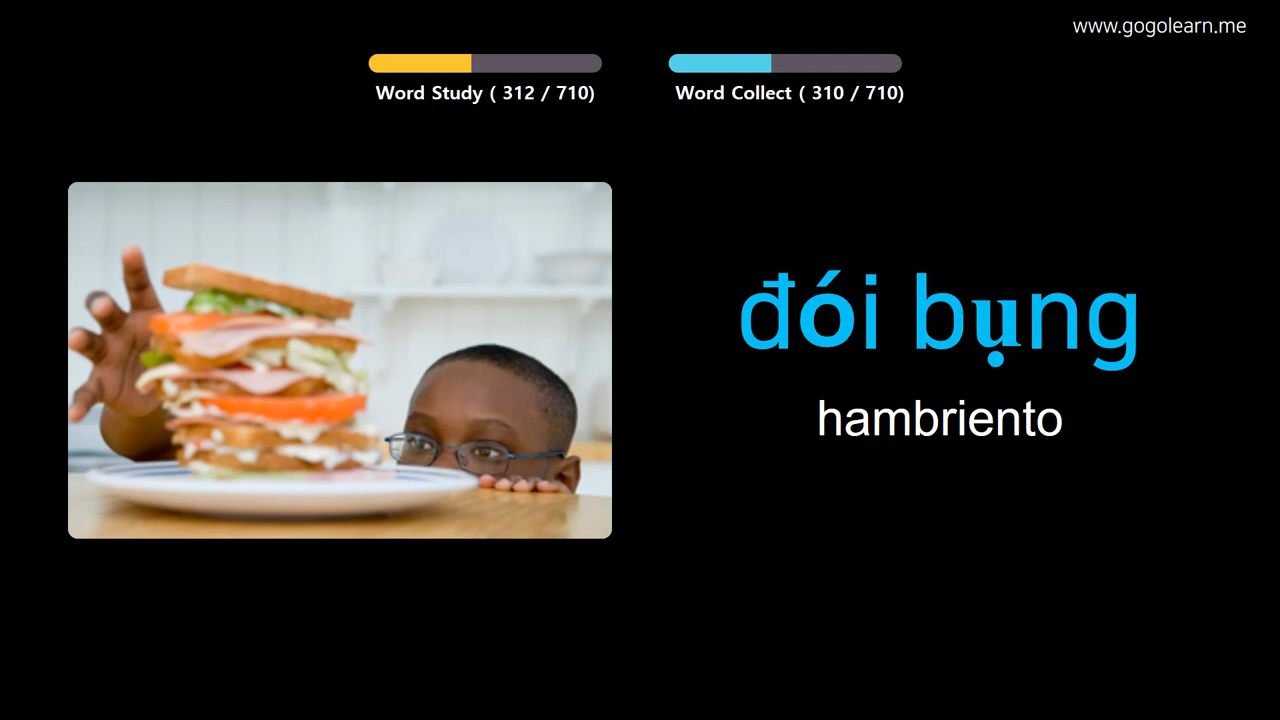 www.gogolearn.me
Word Study ( 312 / 710)
Word Collect ( 310 / 710)
đói bụng
hambriento